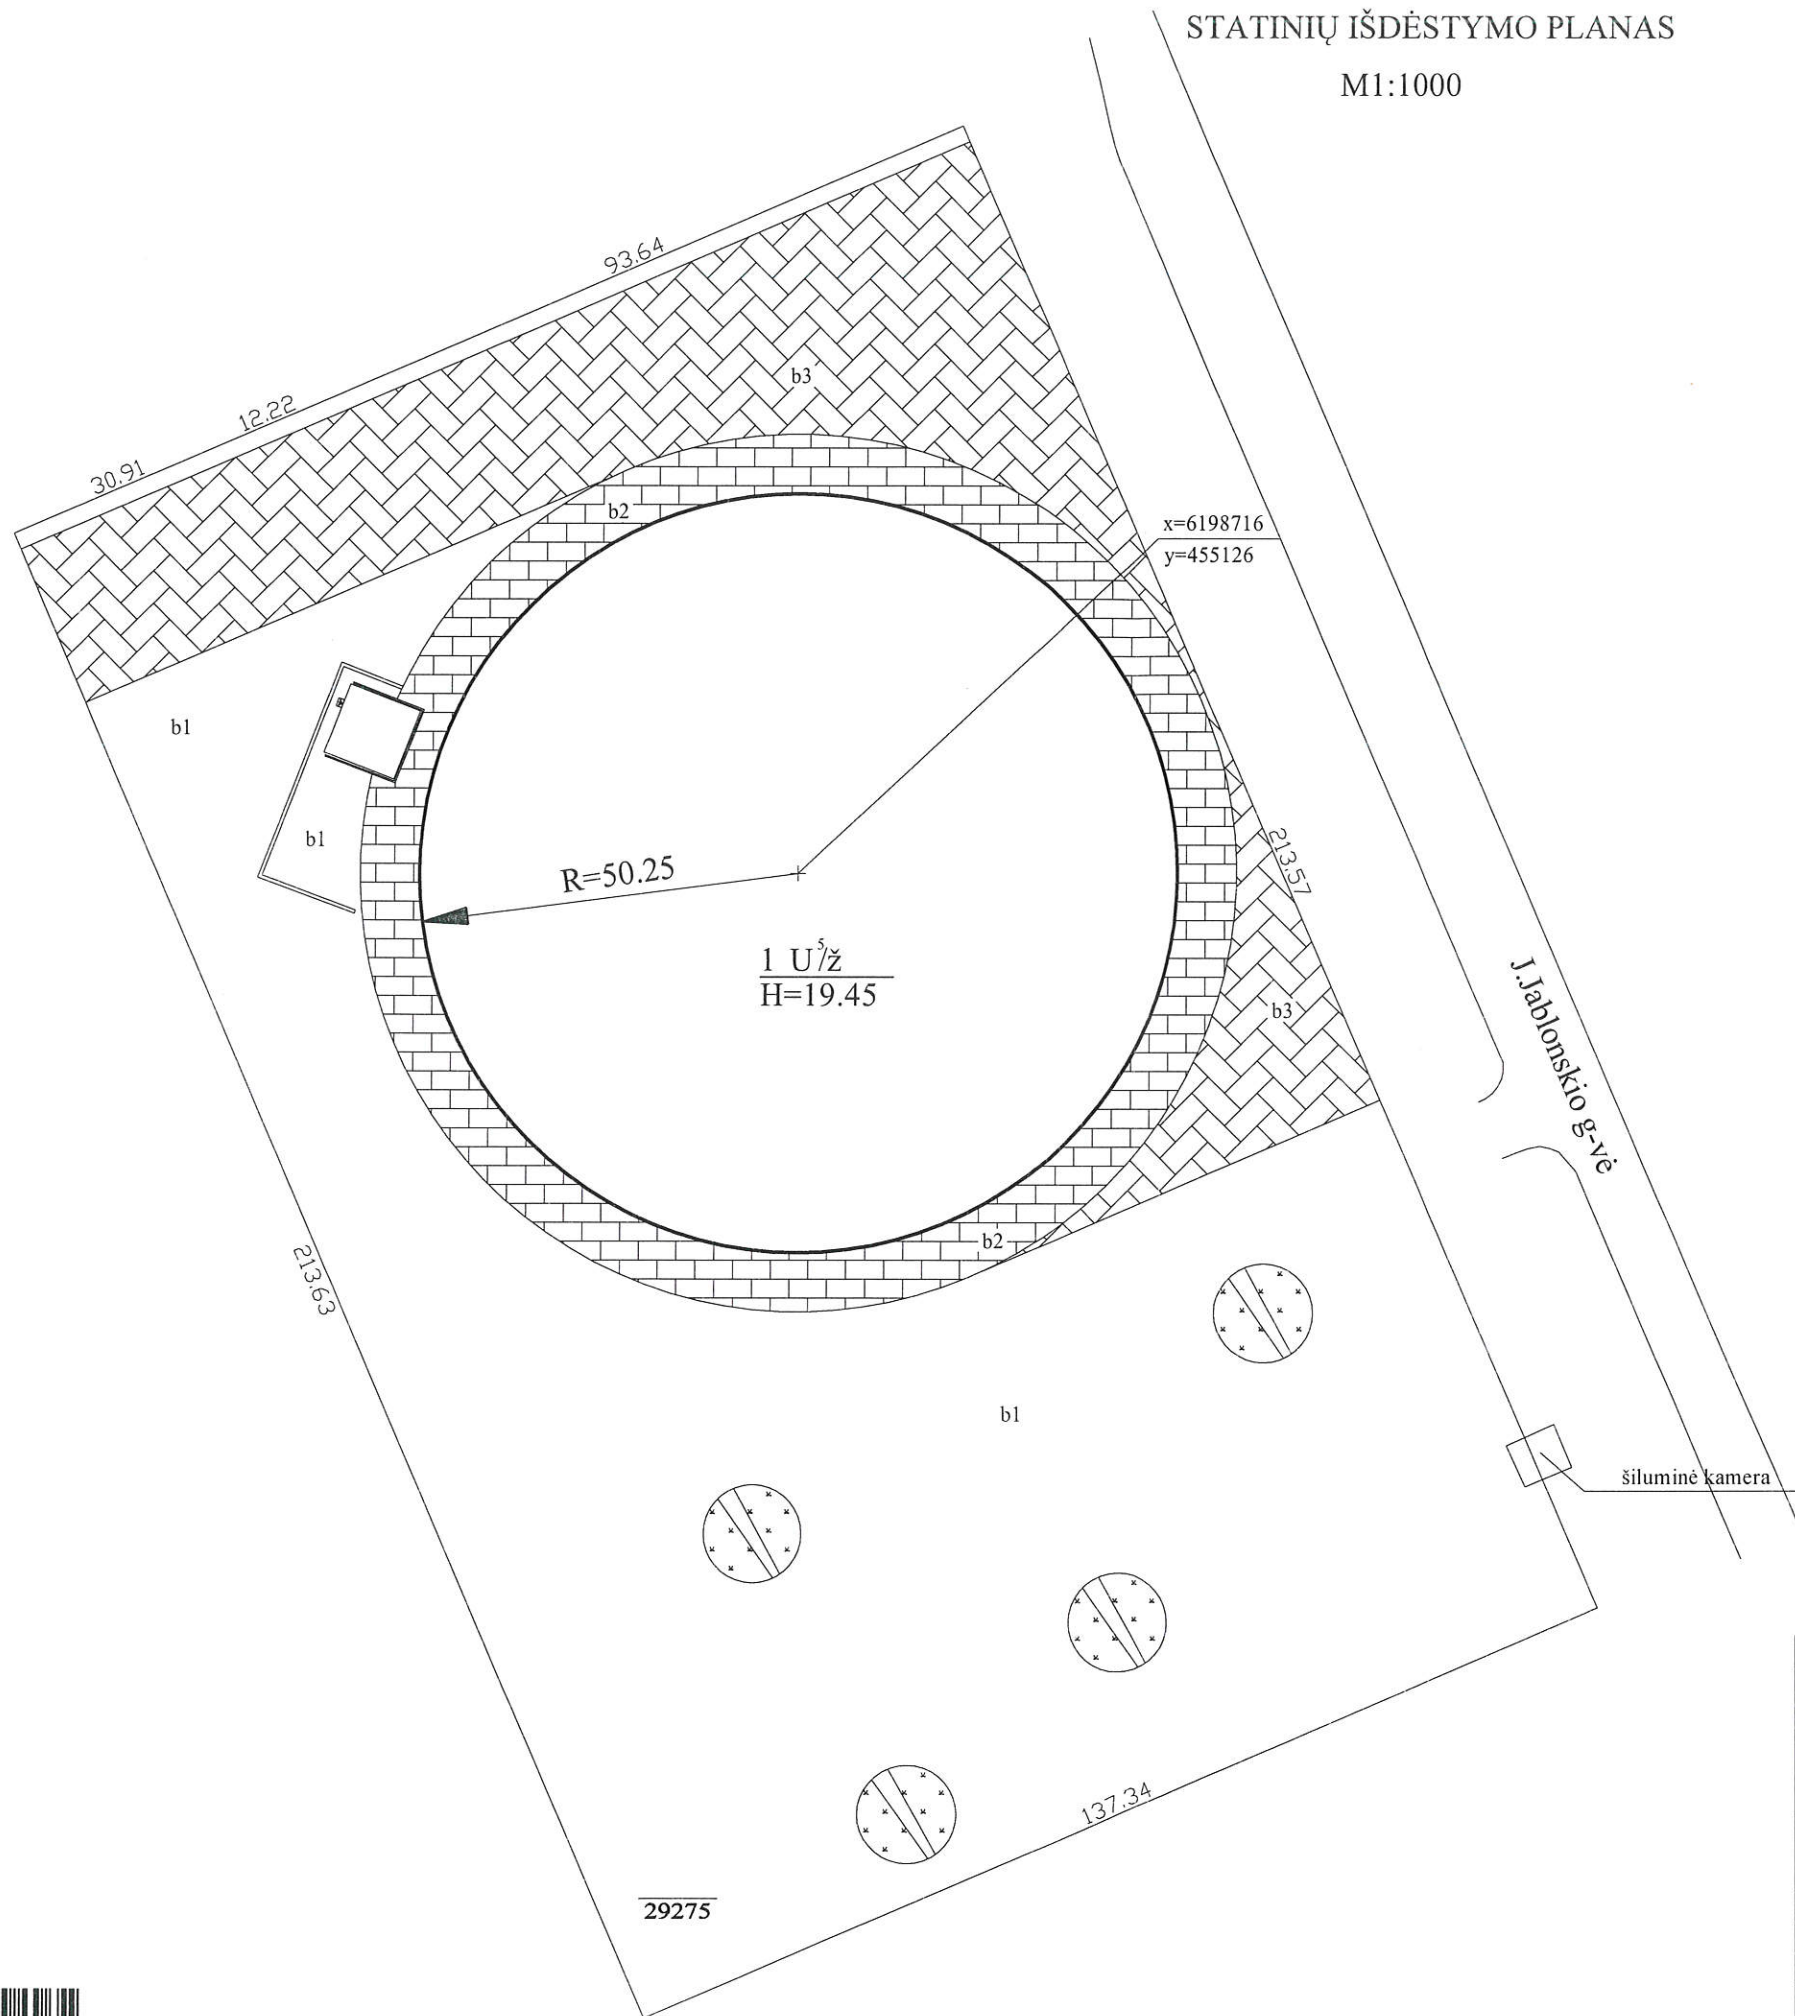 STATINIŲ IŠDĖSTYMO PLANAS
M1:1000
93.64
12.22
30.91
b3
b2
x=6198716
y=455126
b1
b1
213.57
R=50.25
1 U⁵/ž
H=19.45
J.Jablonskio g-vė
b3
b2
213.63
b1
šiluminė kamera
137.34
29275